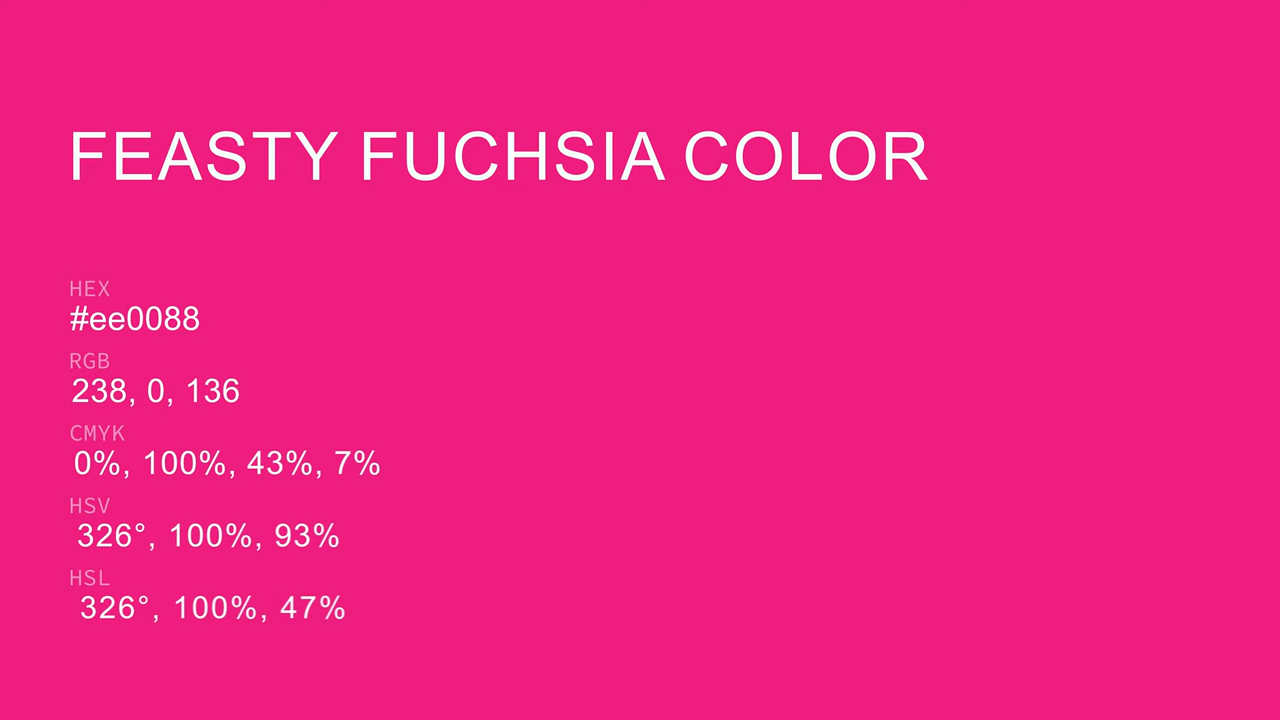 FEASTY FUCHSIA COLOR
HEX
#ee0088
RGB
238, 0, 136
CMYK
0%, 100%, 43%, 7%
HSV
326°, 100%, 93%
HSL
326°, 100%, 47%